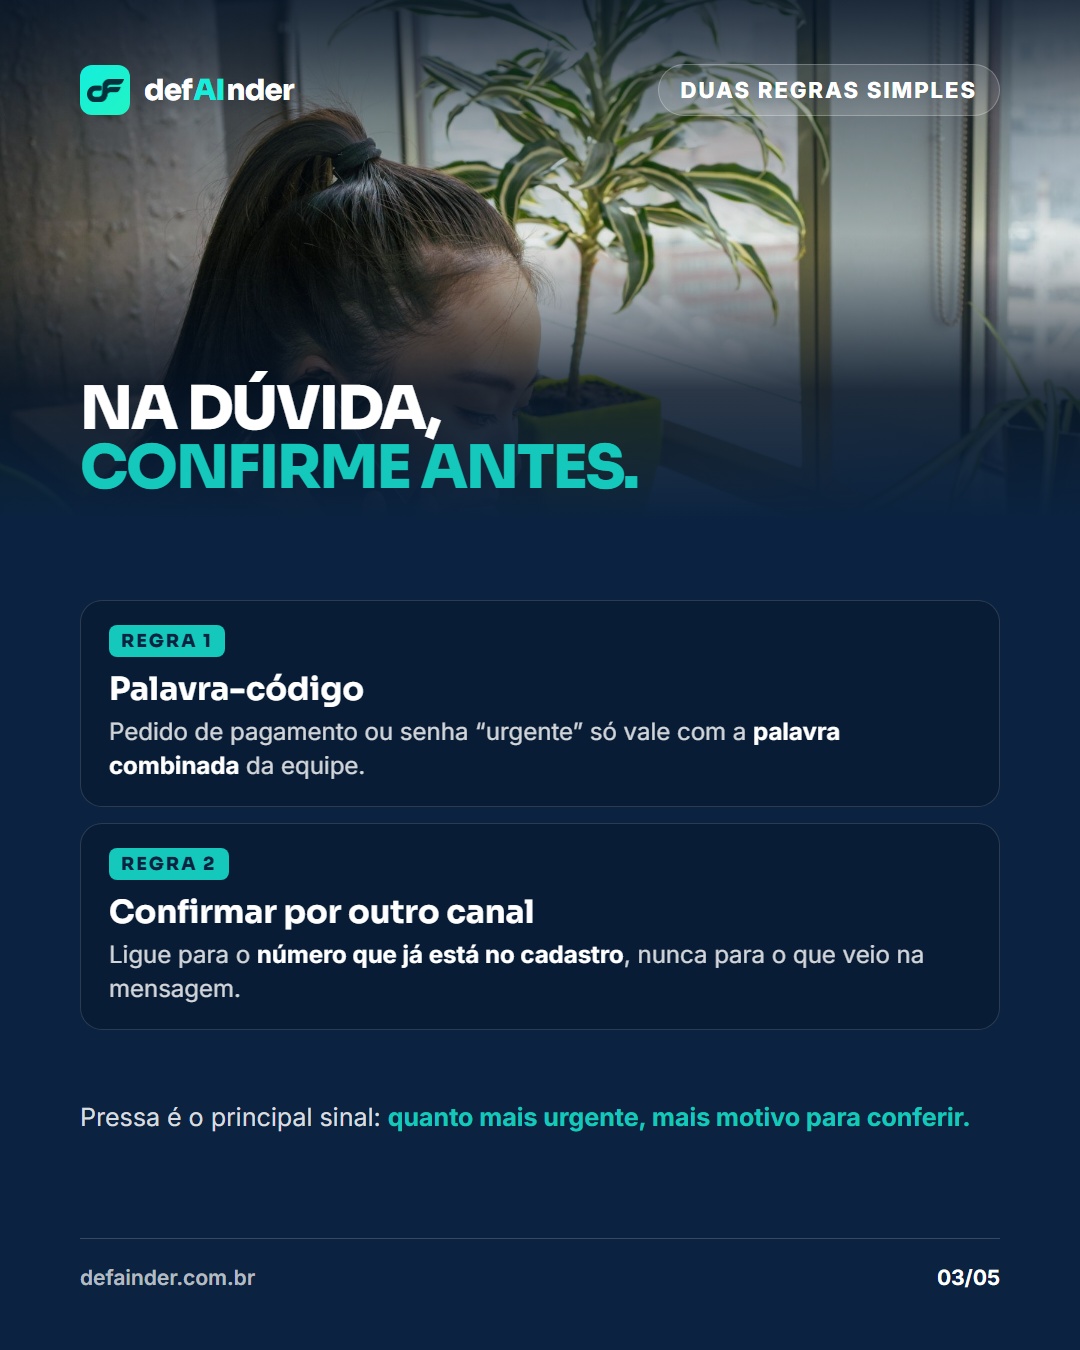 defAInder
DUAS REGRAS SIMPLES
NA DÚVIDA,
CONFIRME ANTES.
REGRA 1
Palavra-código
Pedido de pagamento ou senha “urgente” só vale com a palavra
combinada da equipe.
REGRA 2
Confirmar por outro canal
Ligue para o número que já está no cadastro, nunca para o que veio na
mensagem.
Pressa é o principal sinal: quanto mais urgente, mais motivo para conferir.
defainder.com.br
03/05